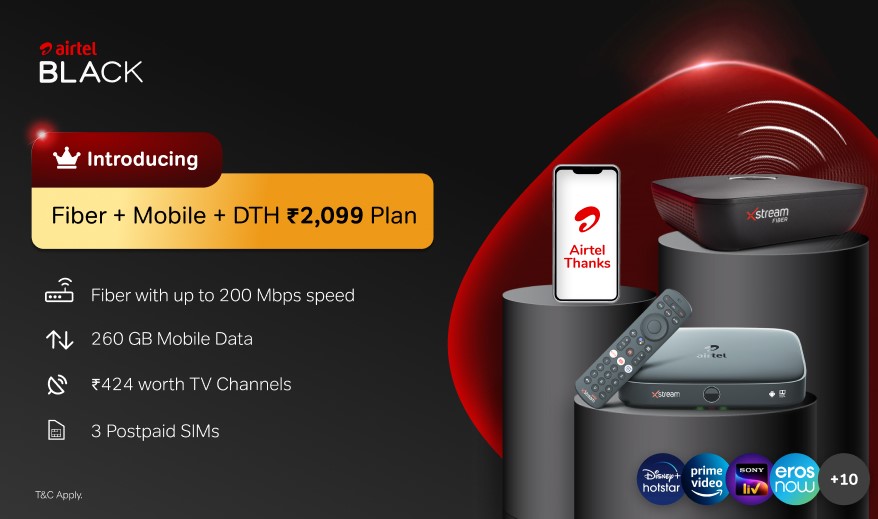 airtel
BLACK
Introducing
Fiber + Mobile + DTH ₹2,099 Plan
Fiber with up to 200 Mbps speed
260 GB Mobile Data
₹424 worth TV Channels
3 Postpaid SIMs
T&C Apply.
Airtel
Thanks
Xstream
FIBER
airtel
Xstream
Disney+
hotstar
prime
video
SONY
liv
eros
now
+10